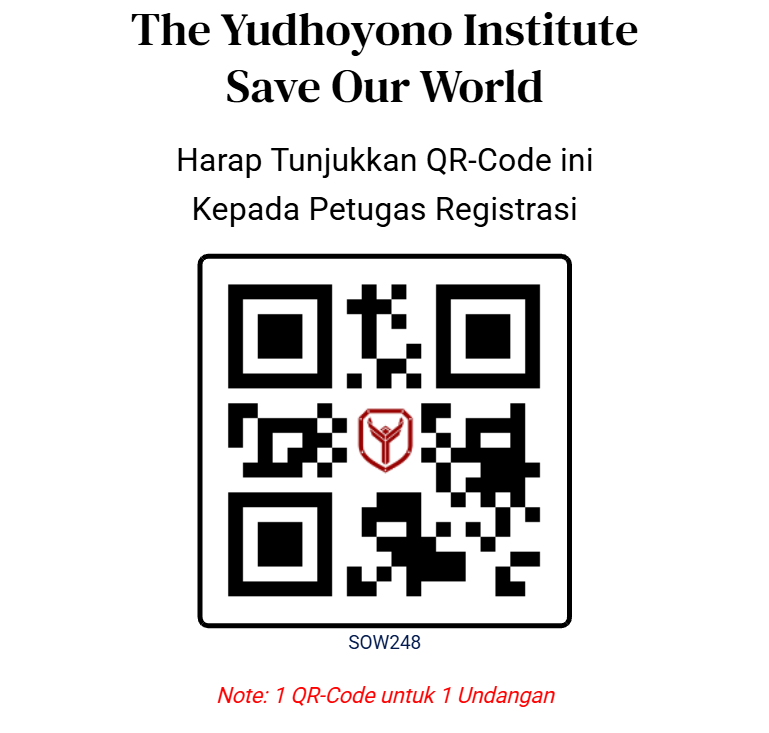 The Yudhoyono Institute
Save Our World
Harap Tunjukkan QR-Code ini
Kepada Petugas Registrasi
SOW248
Note: 1 QR-Code untuk 1 Undangan